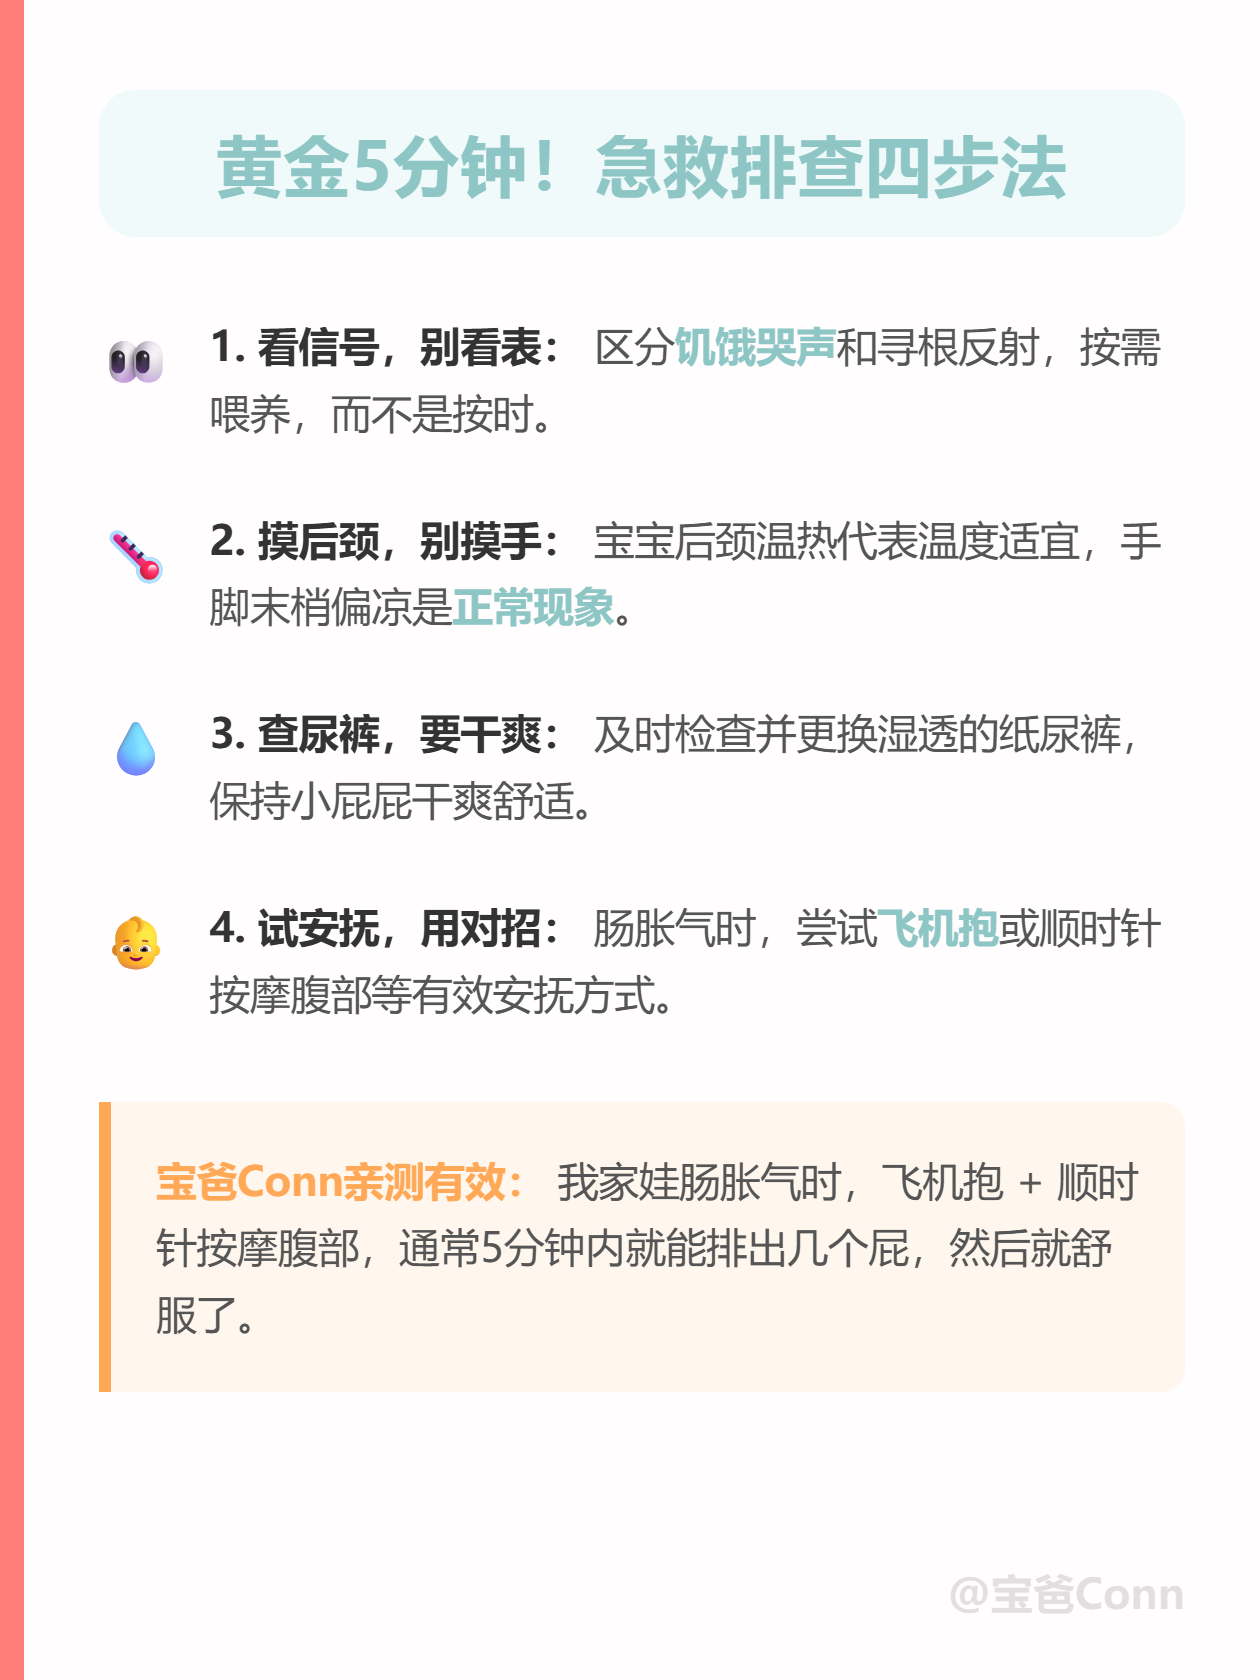 黄金5分钟！急救排查四步法
1. 看信号，别看表： 区分饥饿哭声和寻根反射，按需
喂养，而不是按时。
2. 摸后颈，别摸手： 宝宝后颈温热代表温度适宜，手
脚末梢偏凉是正常现象。
3. 查尿裤，要干爽： 及时检查并更换湿透的纸尿裤，
保持小屁屁干爽舒适。
4. 试安抚，用对招： 肠胀气时，尝试飞机抱或顺时针
按摩腹部等有效安抚方式。
宝爸Conn亲测有效： 我家娃肠胀气时，飞机抱 + 顺时
针按摩腹部，通常5分钟内就能排出几个屁，然后就舒
服了。
@宝爸Conn